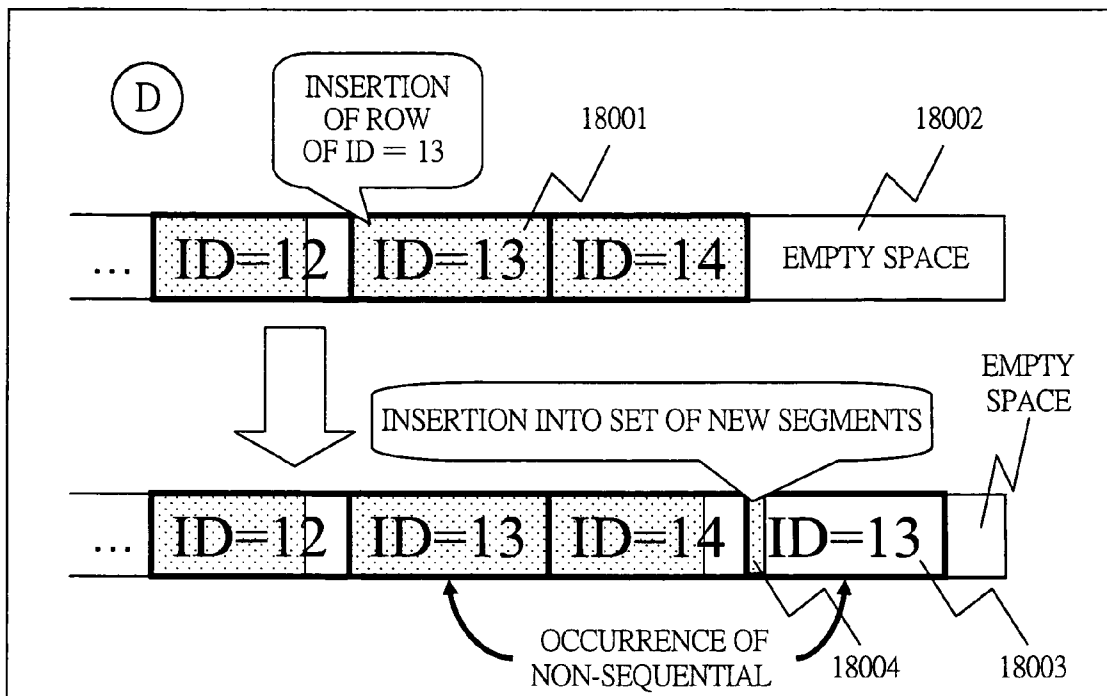 D
INSERTION
OF ROW
OF ID = 13
18001
18002
... ID=12 ID=13 ID=14 EMPTY SPACE
EMPTY
SPACE
INSERTION INTO SET OF NEW SEGMENTS
... ID=12 ID=13 ID=14 ID=13
OCCURRENCE OF
NON-SEQUENTIAL
18004
18003